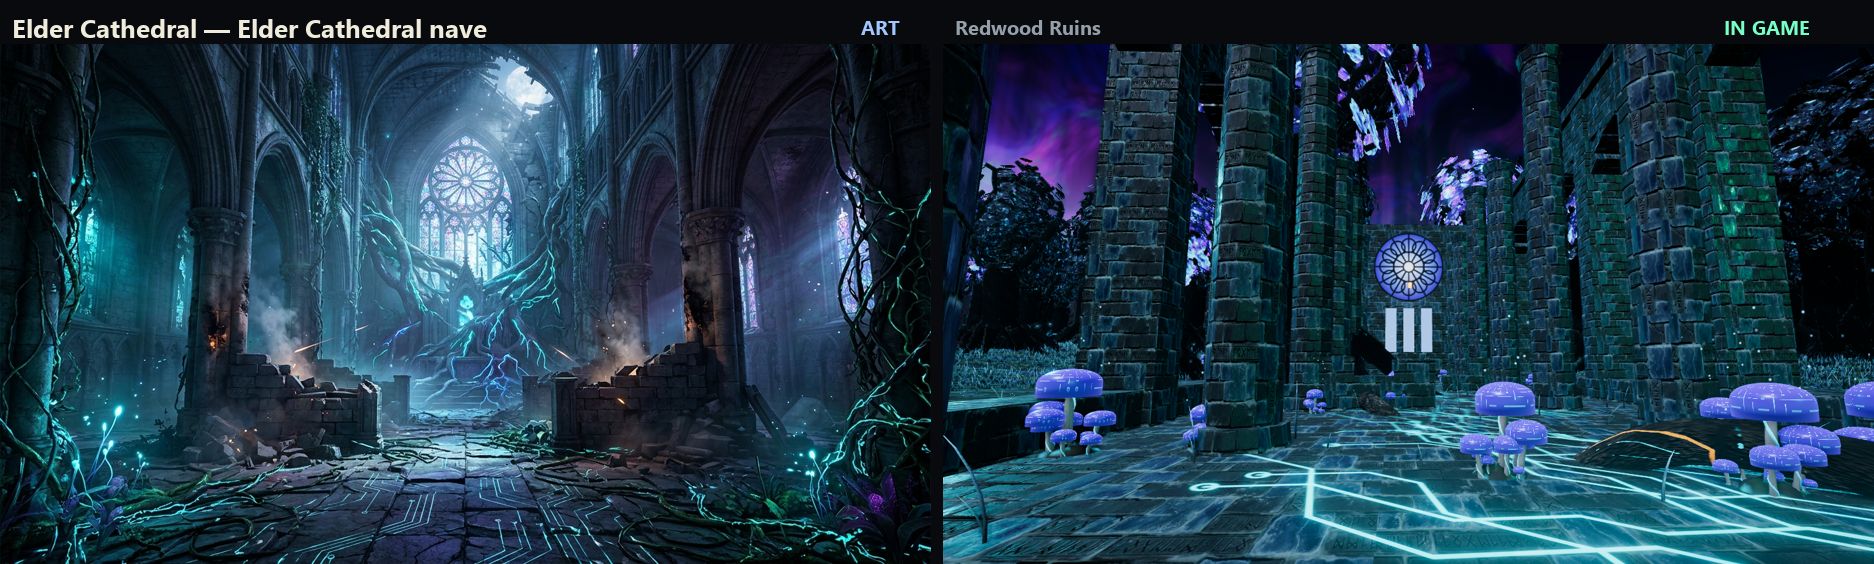 Elder Cathedral — Elder Cathedral nave
ART
Redwood Ruins
IN GAME